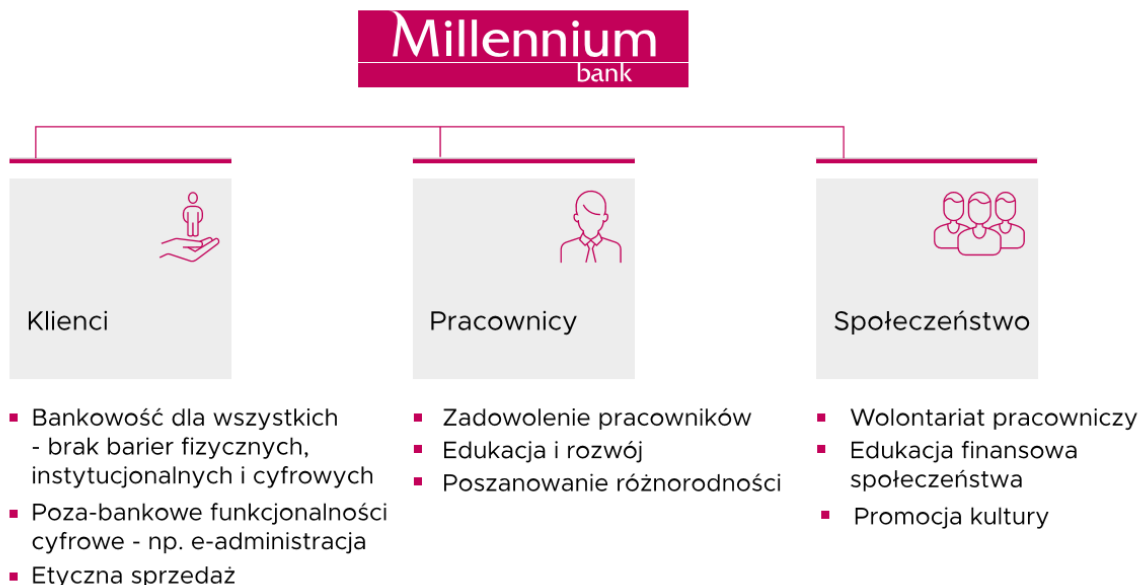 Millennium
bank
Klienci
Bankowość dla wszystkich
- brak barier fizycznych,
instytucjonalnych i cyfrowych
Poza-bankowe funkcjonalności
cyfrowe - np. e-administracja
Etyczna sprzedaż
Pracownicy
Zadowolenie pracowników
Edukacja i rozwój
Poszanowanie różnorodności
Społeczeństwo
Wolontariat pracowniczy
Edukacja finansowa
społeczeństwa
Promocja kultury